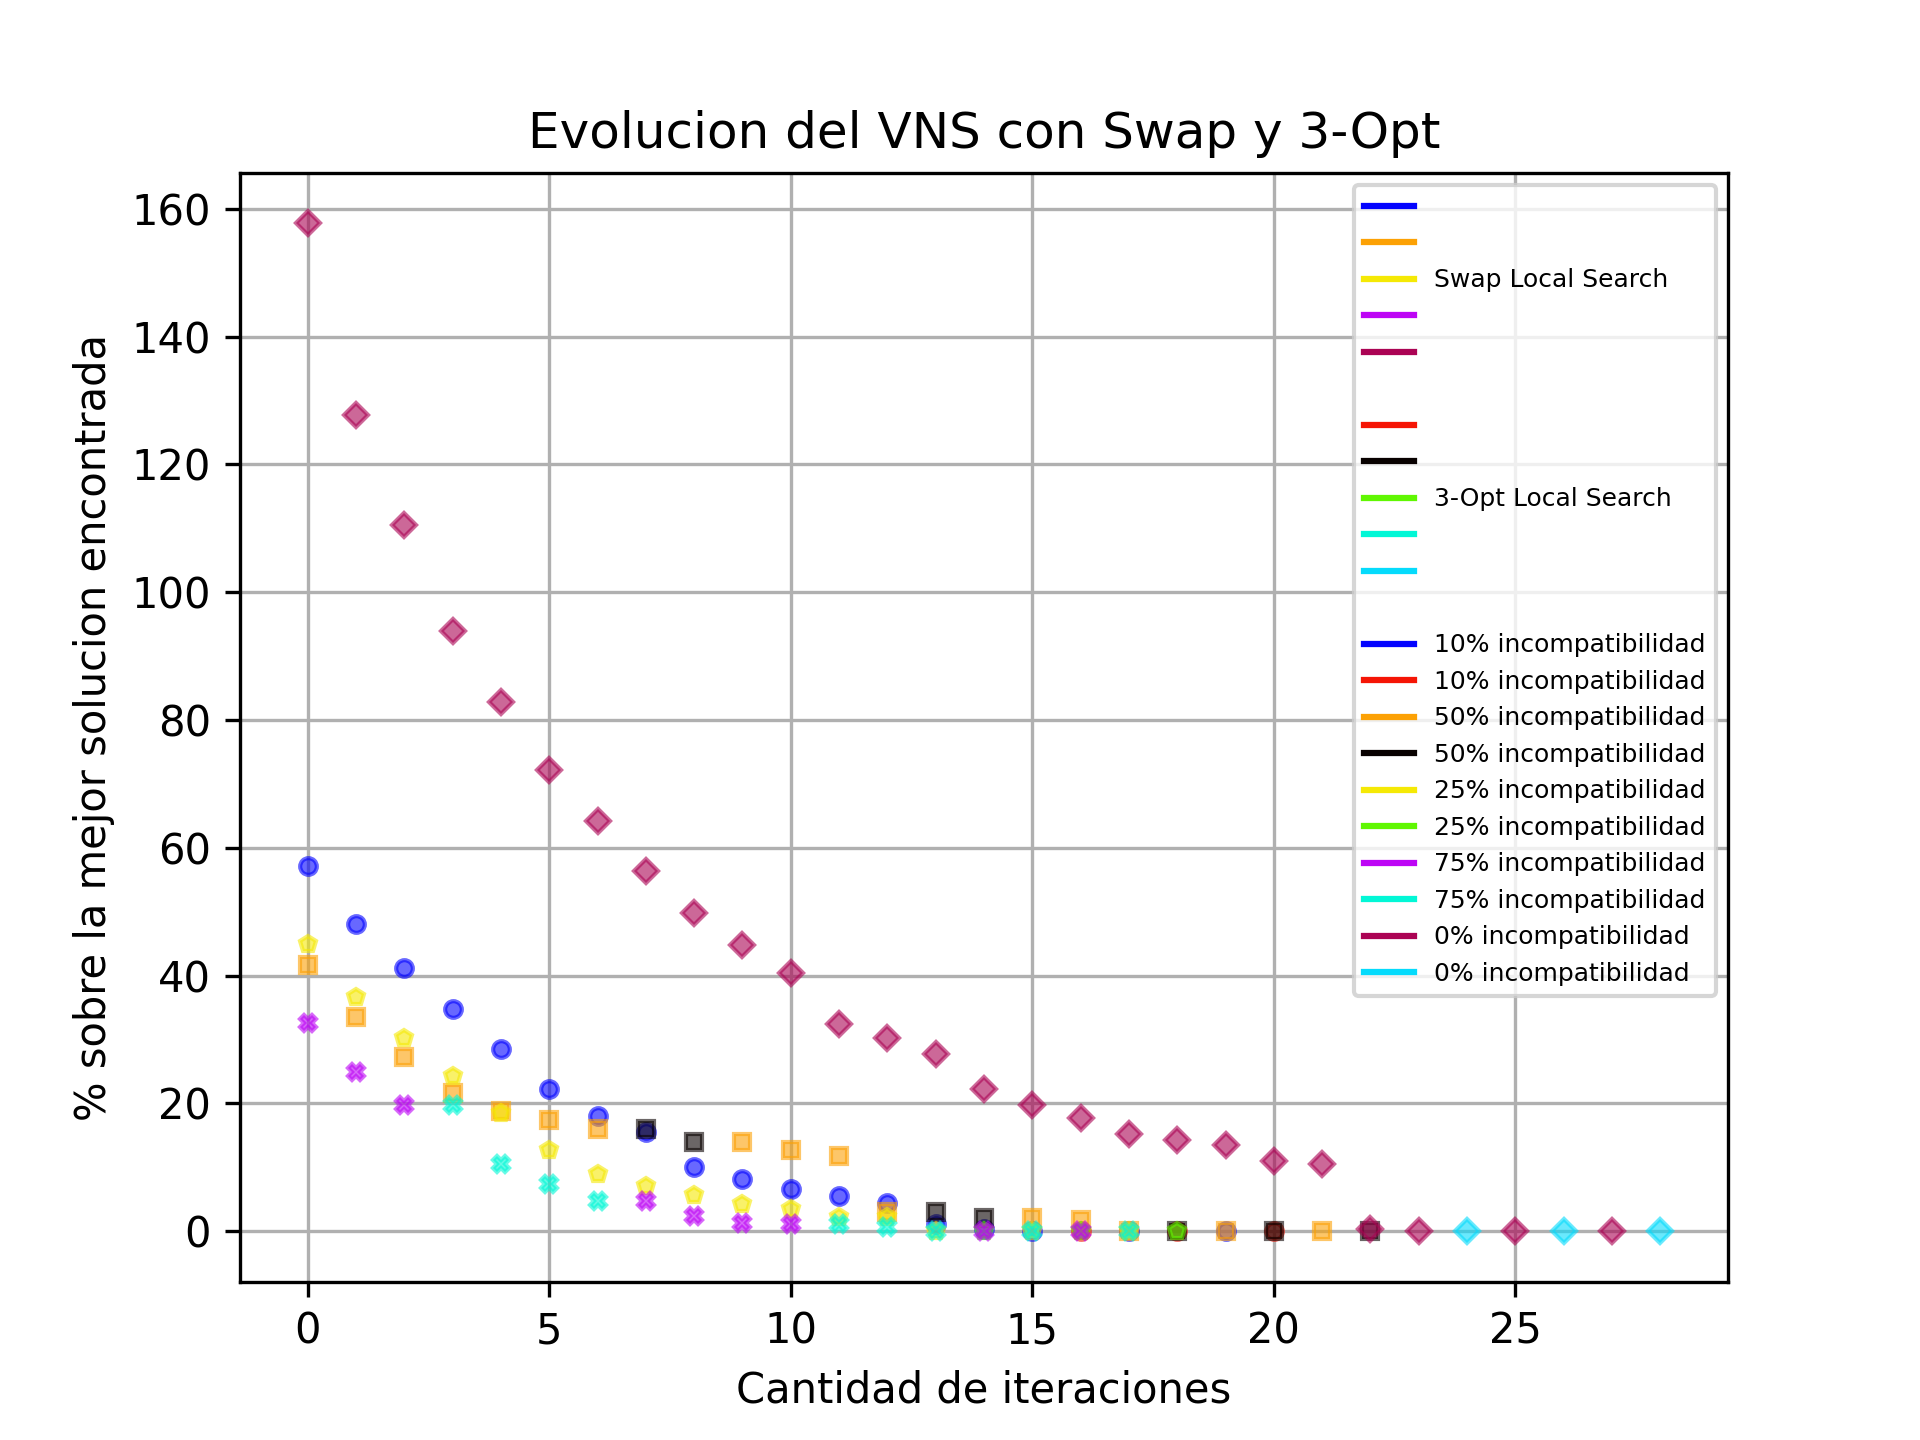 Evolucion del VNS con Swap y 3-Opt
% sobre la mejor solucion encontrada
160
140
120
100
80
60
40
20
0
Swap Local Search
3-Opt Local Search
10% incompatibilidad
10% incompatibilidad
50% incompatibilidad
50% incompatibilidad
25% incompatibilidad
25% incompatibilidad
75% incompatibilidad
75% incompatibilidad
0% incompatibilidad
0% incompatibilidad
0 5 10 15 20 25
Cantidad de iteraciones